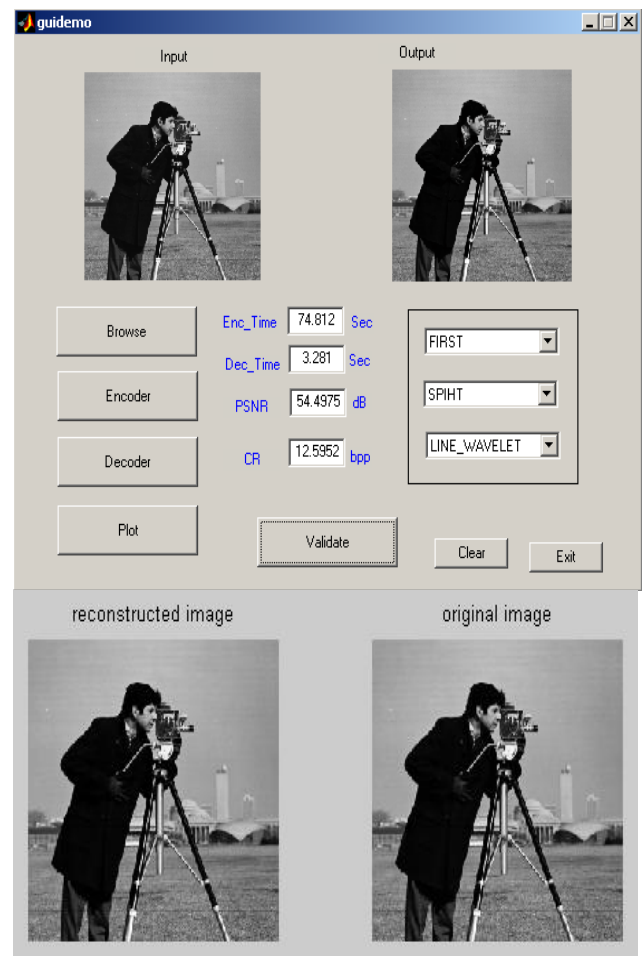 guidemo
Input Output
Browse Enc_Time 74.812 Sec FIRST
Dec_Time 3.281 Sec
Encoder PSNR 54.4975 dB SPIHT
Decoder CR 12.5952 bpp LINE_WAVELET
Plot Validate Clear Exit
reconstructed image original image